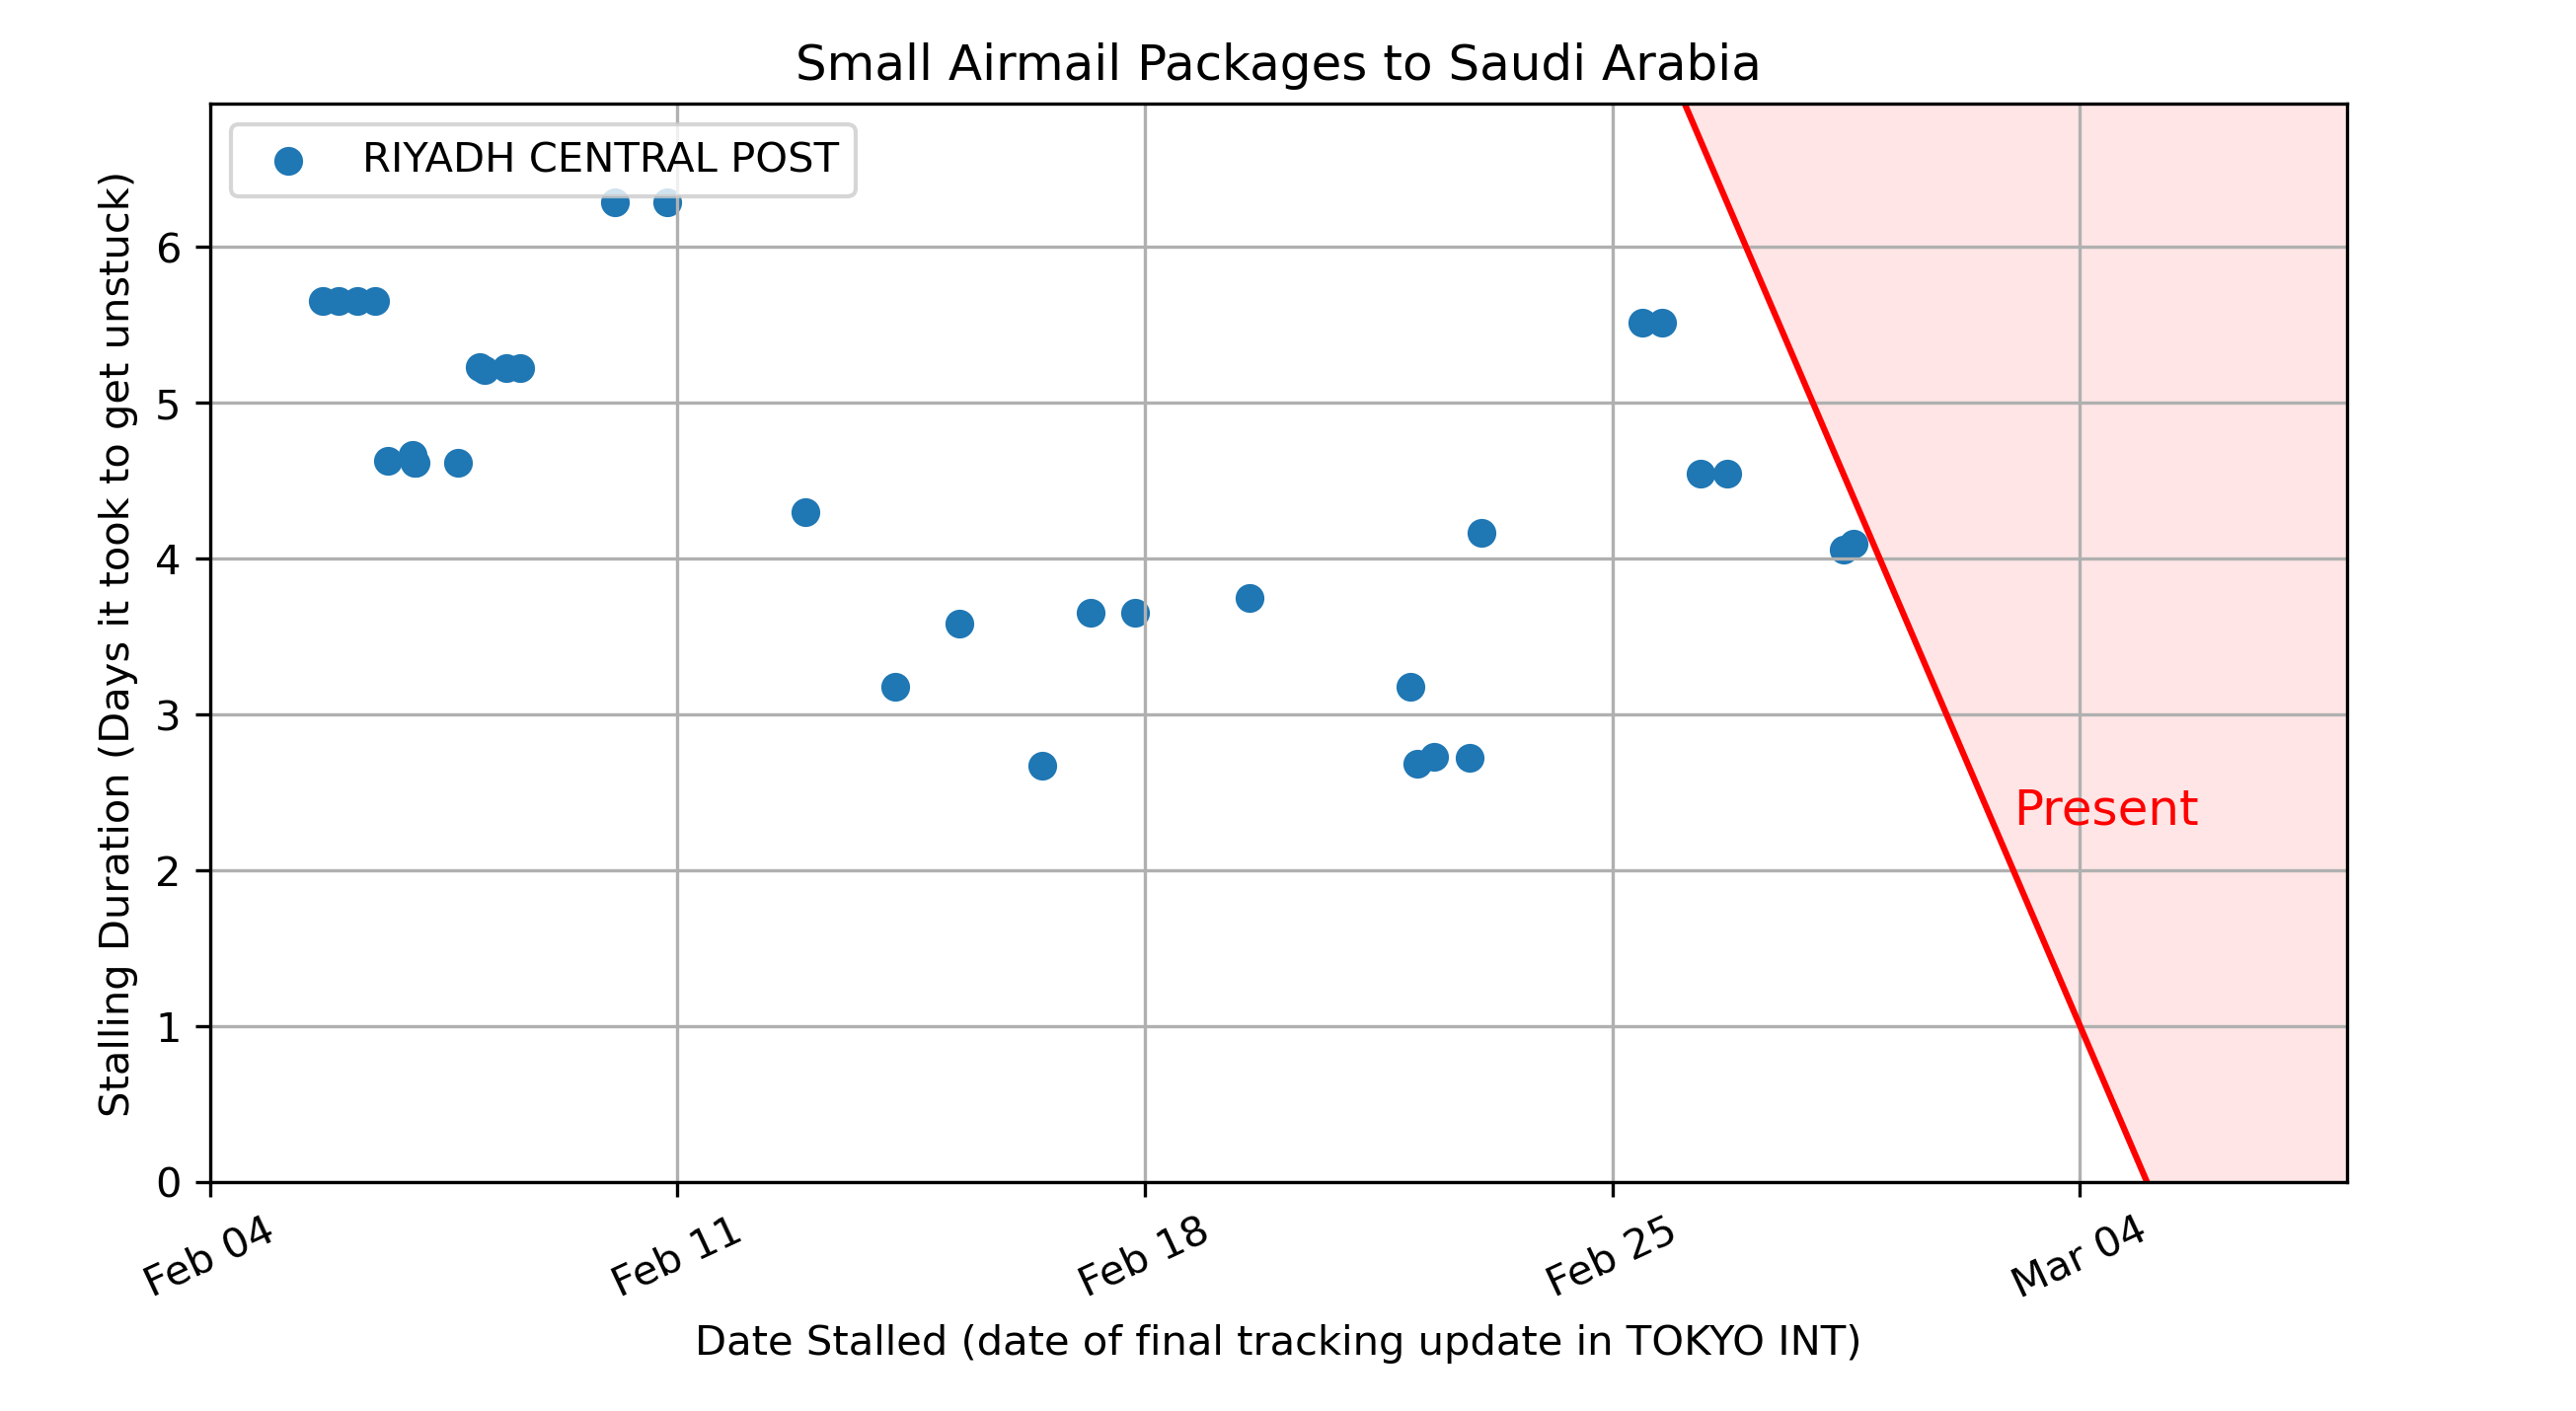 Small Airmail Packages to Saudi Arabia
RIYADH CENTRAL POST
Stalling Duration (Days it took to get unstuck)
6
5
4
3
2
1
0
Present
Feb 04
Feb 11
Feb 18
Feb 25
Mar 04
Date Stalled (date of final tracking update in TOKYO INT)